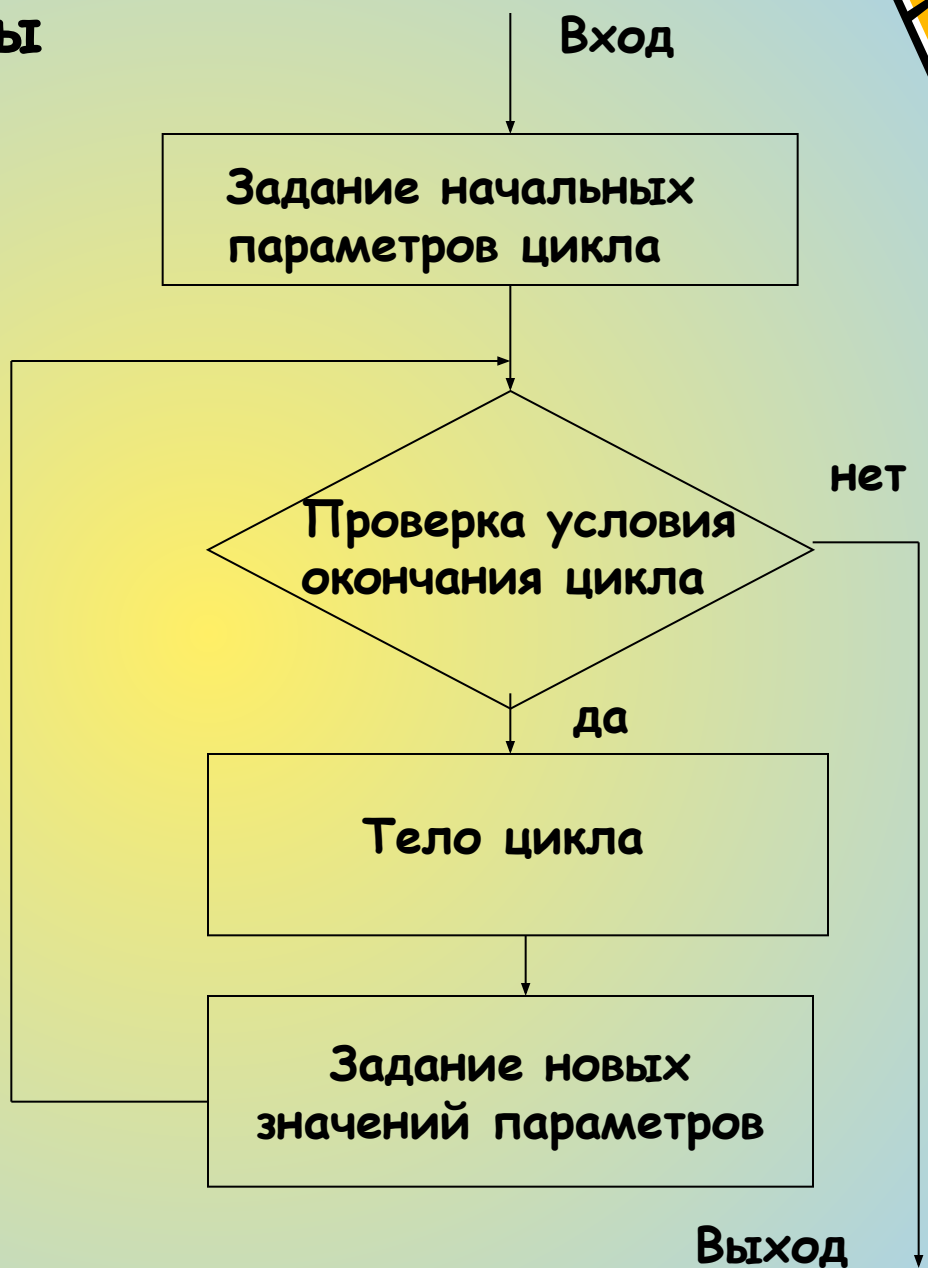 Вход
Задание начальных
параметров цикла
нет
Проверка условия
окончания цикла
да
Тело цикла
Задание новых
значений параметров
Выход